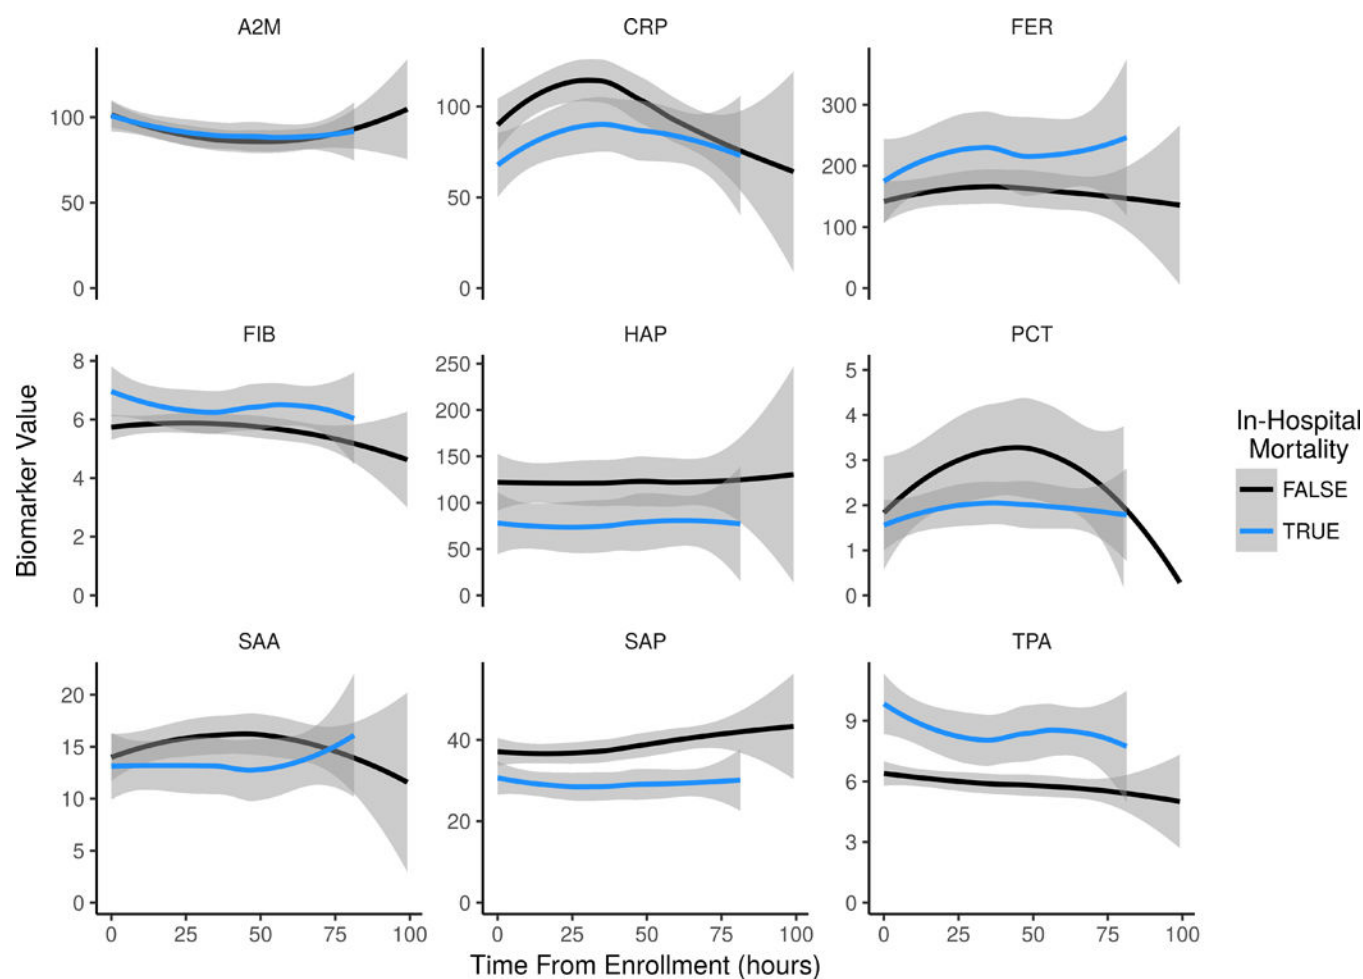 A2M
CRP
FER
100
50
0
100
50
0
300
200
100
0
FIB
HAP
PCT
8
6
4
2
0
250
200
150
100
50
0
5
4
3
2
1
0
SAA
SAP
TPA
20
15
10
5
0
40
20
0
9
6
3
0
0 25 50 75 100
0 25 50 75 100
0 25 50 75 100
Time From Enrollment (hours)
Biomarker Value
In-Hospital
Mortality
FALSE
TRUE